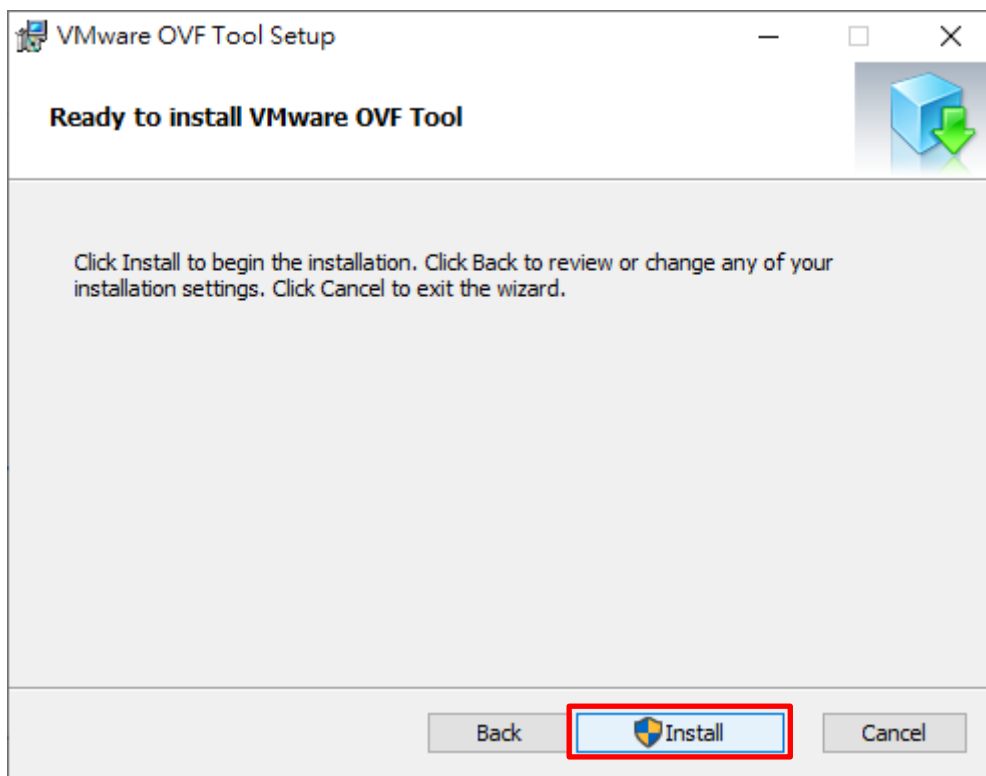 VMware OVF Tool Setup
Ready to install VMware OVF Tool
Click Install to begin the installation. Click Back to review or change any of your
installation settings. Click Cancel to exit the wizard.
Back
Install
Cancel